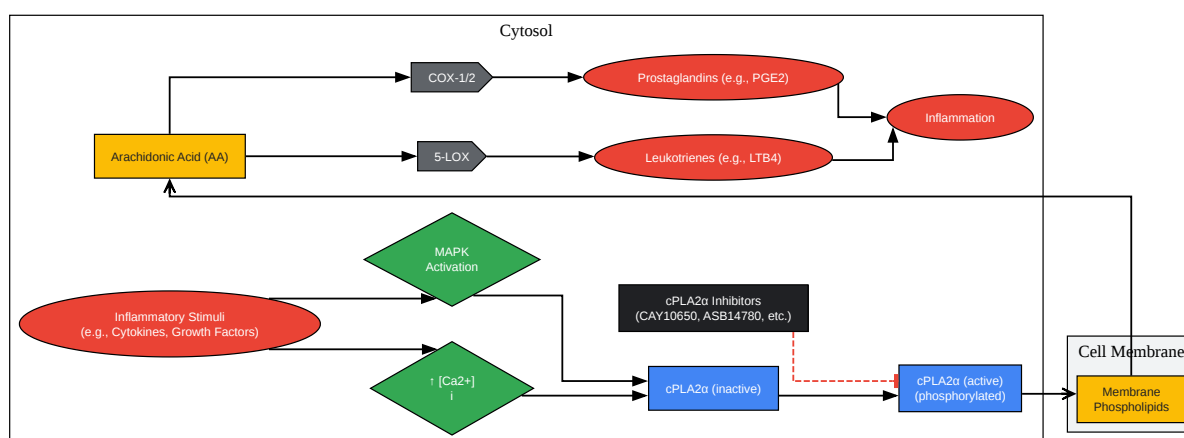 Cytosol
COX-1/2
Prostaglandins (e.g., PGE2)
Inflammation
Arachidonic Acid (AA)
5-LOX
Leukotrienes (e.g., LTB4)
MAPK
Activation
Inflammatory Stimuli
(e.g., Cytokines, Growth Factors)
cPLA2α Inhibitors
(CAY10650, ASB14780, etc.)
↑ [Ca2+]
i
cPLA2α (inactive)
cPLA2α (active)
(phosphorylated)
Cell Membrane
Membrane
Phospholipids